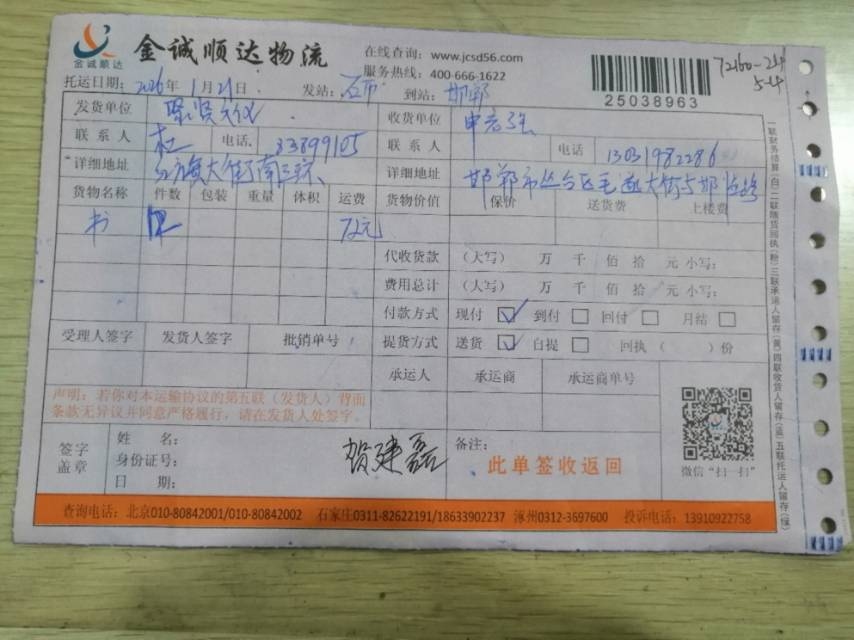 金诚顺达
金诚顺达物流
在线查询：www.jcsd56.com
服务热线：400-666-1622
25038963
托运日期：2026年1月21日 发站：石市 到站：邯郸
发货单位 收货单位
联系人 杜 电话 33899105 联系人 电话 13031982286
详细地址 详细地址
货物名称 件数 包装 重量 体积 运费 货物价值 保价 送货费 上楼费
书 72元
代收货款 （大写） 万 千 佰 拾 元 小写：
费用总计 （大写） 万 千 佰 拾 元 小写：
付款方式 现付 ☑ 到付 □ 回付 □ 月结 □
受理人签字 发货人签字 批销单号 提货方式 送货 ☑ 自提 □ 回执（ ）份
承运人 承运商 承运商单号
声明：若你对本运输协议的第五联（发货人）背面
条款无异议并同意严格履行，请在发货人处签字。
签字
盖章
姓 名：
身份证号：
日 期：
贺建磊
备注：
此单签收返回
微信“扫一扫”
查询电话：北京010-80842001/010-80842002 石家庄0311-82622191/18633902237 涿州0312-3697600 投诉电话：13910922758